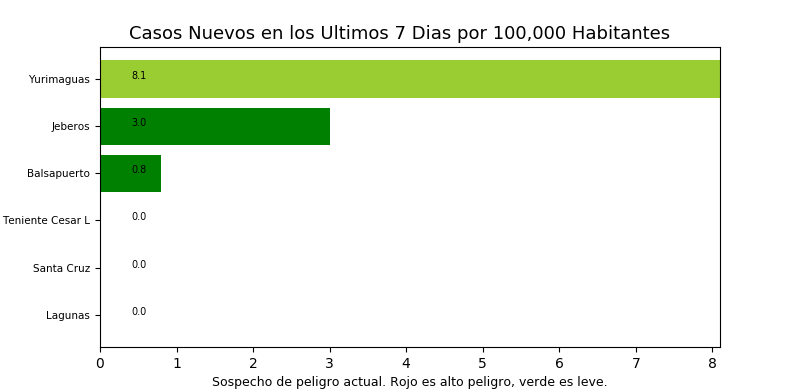 Casos Nuevos en los Ultimos 7 Dias por 100,000 Habitantes
Yurimaguas 8.1
Jeberos 3.0
Balsapuerto 0.8
Teniente Cesar L 0.0
Santa Cruz 0.0
Lagunas 0.0
0 1 2 3 4 5 6 7 8
Sospecho de peligro actual. Rojo es alto peligro, verde es leve.